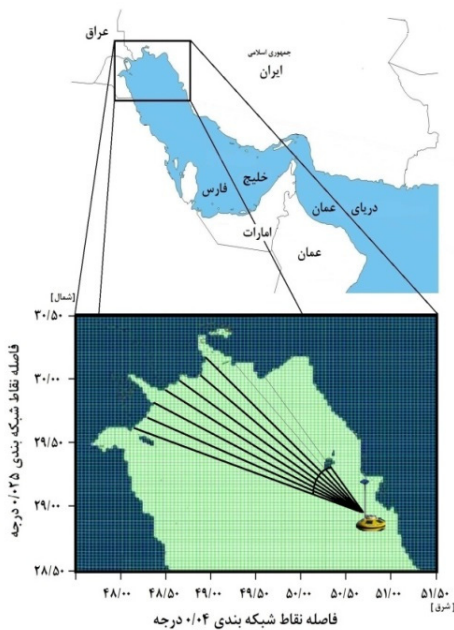 عراق
جمهوری اسلامی
ایران
خلیج
فارس
دریای
عمان
امارات
عمان
[شمال]
۳۰/۵۰
۳۰/۰۰
۲۹/۵۰
۲۹/۰۰
۲۸/۵۰
فاصله نقاط شبکه بندی ۰/۰۲۵ درجه
۴۸/۰۰ ۴۸/۵۰ ۴۹/۰۰ ۴۹/۵۰ ۵۰/۰۰ ۵۰/۵۰ ۵۱/۰۰ ۵۱/۵۰
[شرق]
فاصله نقاط شبکه بندی ۰/۰۴ درجه